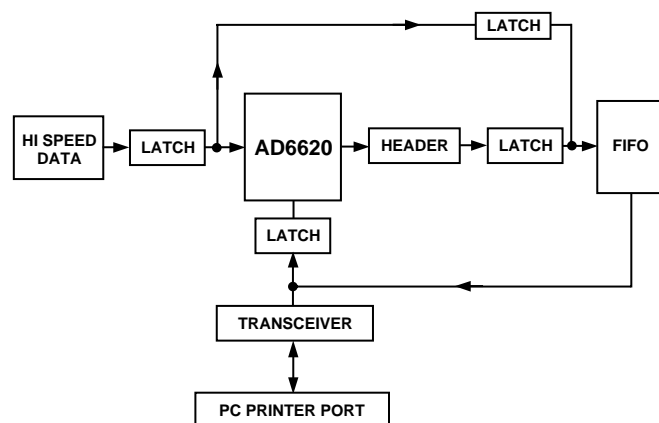 LATCH
HI SPEED
DATA
LATCH
AD6620
HEADER
LATCH
FIFO
LATCH
TRANSCEIVER
PC PRINTER PORT